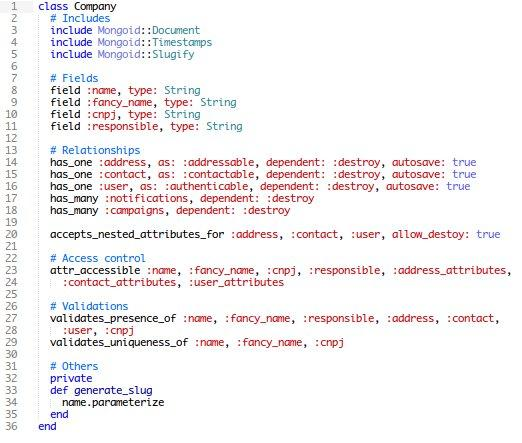 1 class Company
2   # Includes
3   include Mongoid::Document
4   include Mongoid::Timestamps
5   include Mongoid::Slugify
6
7   # Fields
8   field :name, type: String
9   field :fancy_name, type: String
10   field :cnpj, type: String
11   field :responsible, type: String
12
13   # Relationships
14   has_one :address, as: :addressable, dependent: :destroy, autosave: true
15   has_one :contact, as: :contactable, dependent: :destroy, autosave: true
16   has_one :user, as: :authenticable, dependent: :destroy, autosave: true
17   has_many :notifications, dependent: :destroy
18   has_many :campaigns, dependent: :destroy
19
20   accepts_nested_attributes_for :address, :contact, :user, allow_destoy: true
21
22   # Access control
23   attr_accessible :name, :fancy_name, :cnpj, :responsible, :address_attributes,
24     :contact_attributes, :user_attributes
25
26   # Validations
27   validates_presence_of :name, :fancy_name, :responsible, :address, :contact,
28     :user, :cnpj
29   validates_uniqueness_of :name, :fancy_name, :cnpj
30
31   # Others
32   private
33   def generate_slug
34     name.parameterize
35   end
36 end